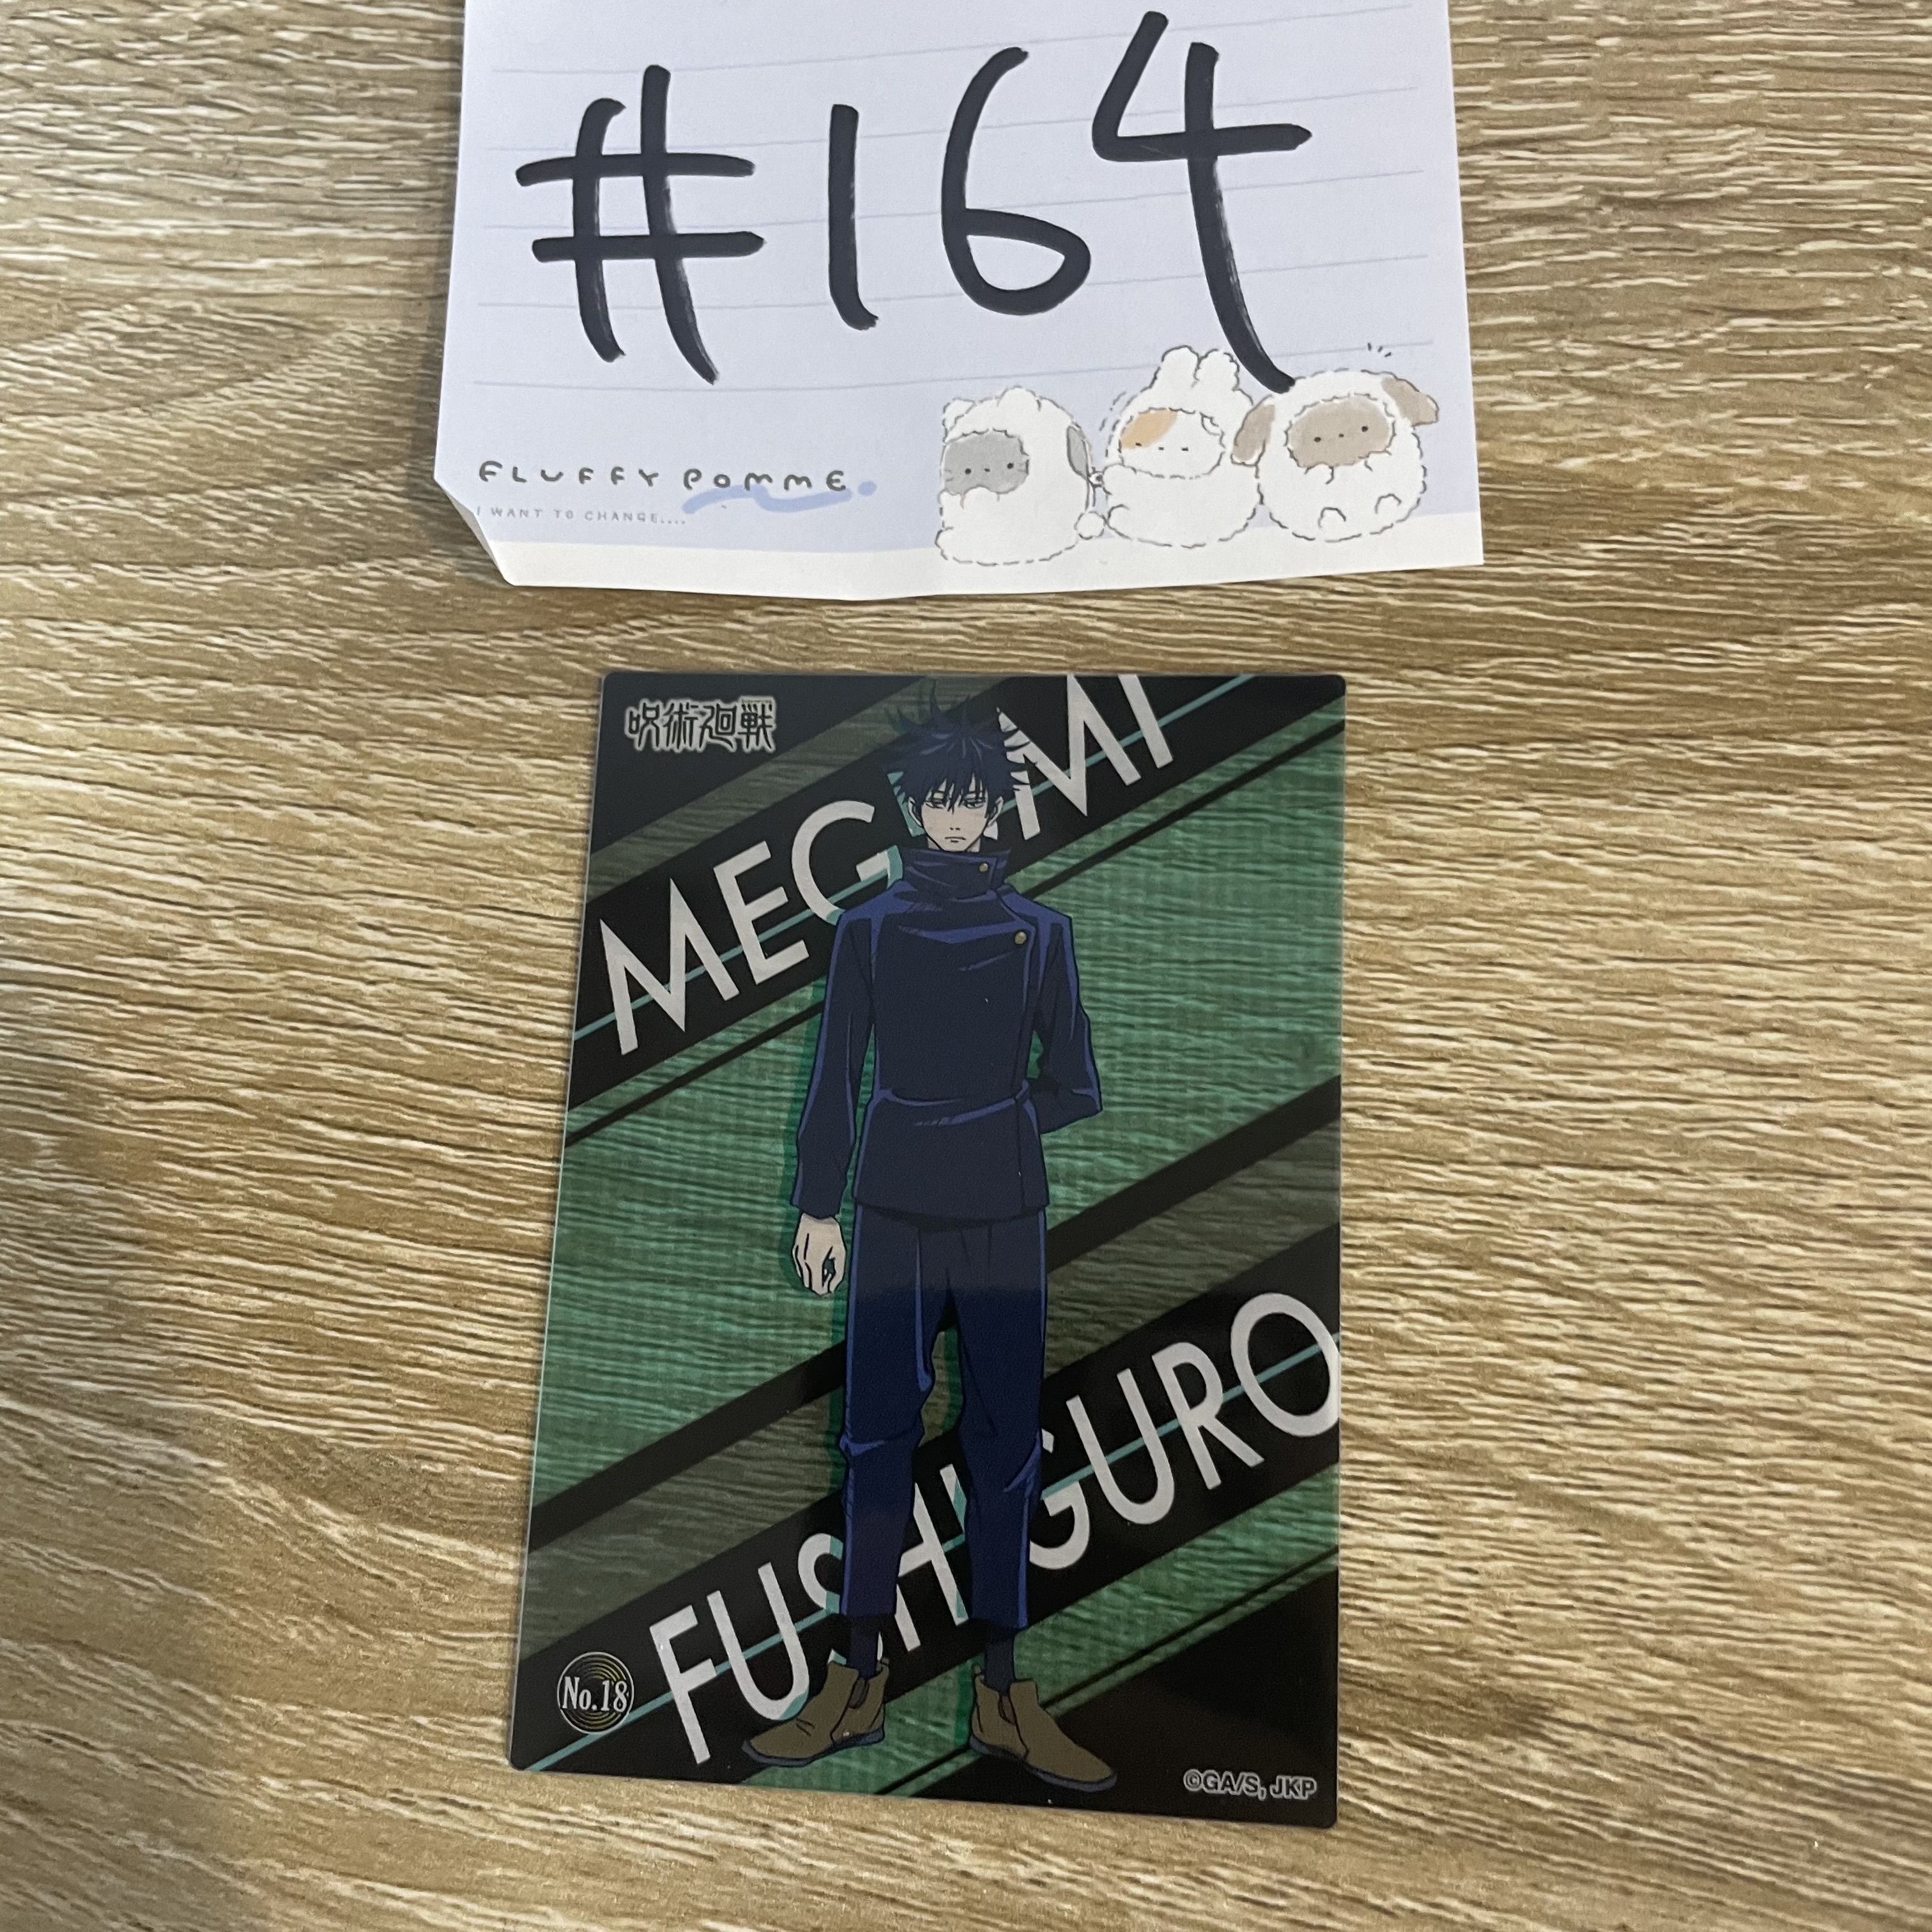 #164
FLUFFY POMME.
I WANT TO CHANGE....
呪術廻戦
MEGUMI
FUSHIGURO
No.18
©GA/S, JKP